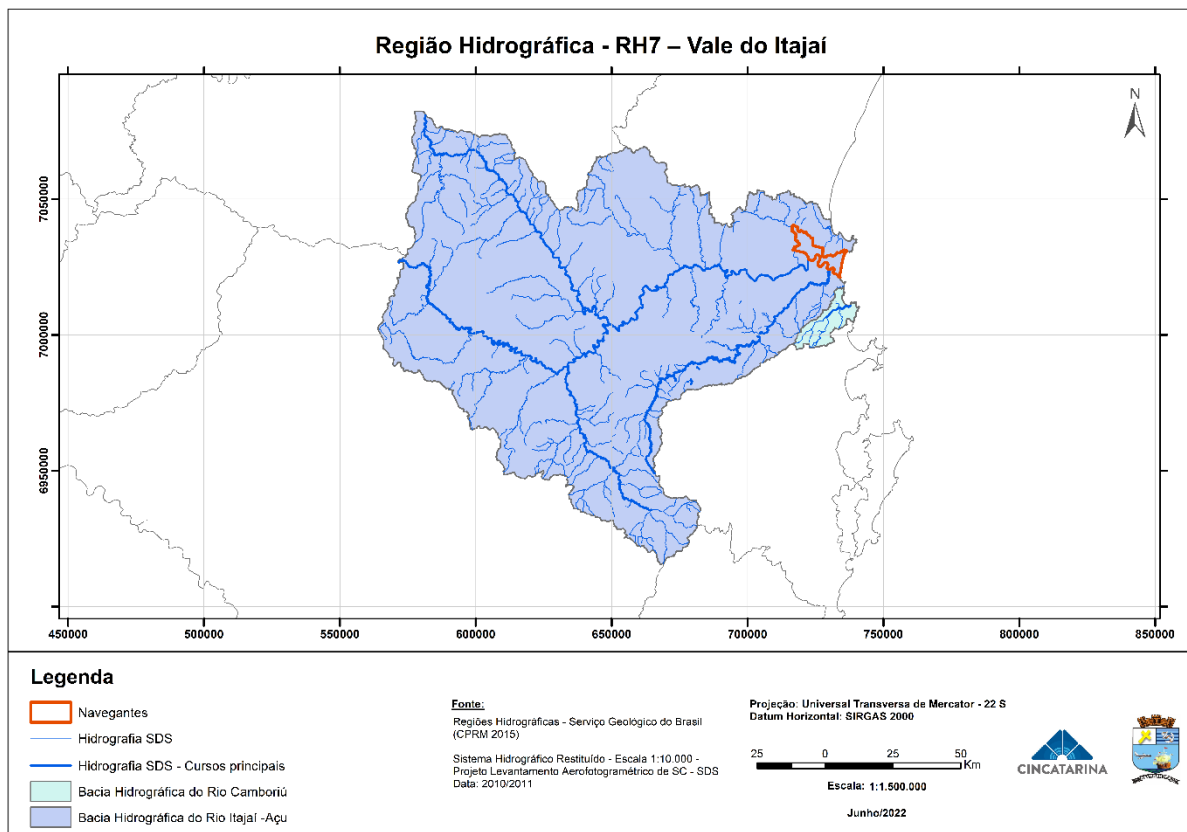 Região Hidrográfica - RH7 – Vale do Itajaí
N
7050000
7000000
6950000
450000
500000
550000
600000
650000
700000
750000
800000
850000
Legenda
Navegantes
Hidrografia SDS
Hidrografia SDS - Cursos principais
Bacia Hidrográfica do Rio Camboriú
Bacia Hidrográfica do Rio Itajaí -Açu
Fonte:
Regiões Hidrográficas - Serviço Geológico do Brasil
(CPRM 2015)
Sistema Hidrográfico Restituído - Escala 1:10.000 -
Projeto Levantamento Aerofotogramétrico de SC - SDS
Data: 2010/2011
Projeção: Universal Transversa de Mercator - 22 S
Datum Horizontal: SIRGAS 2000
25 0 25 50
Km
Escala: 1:1.500.000
Junho/2022
CINCATARINA